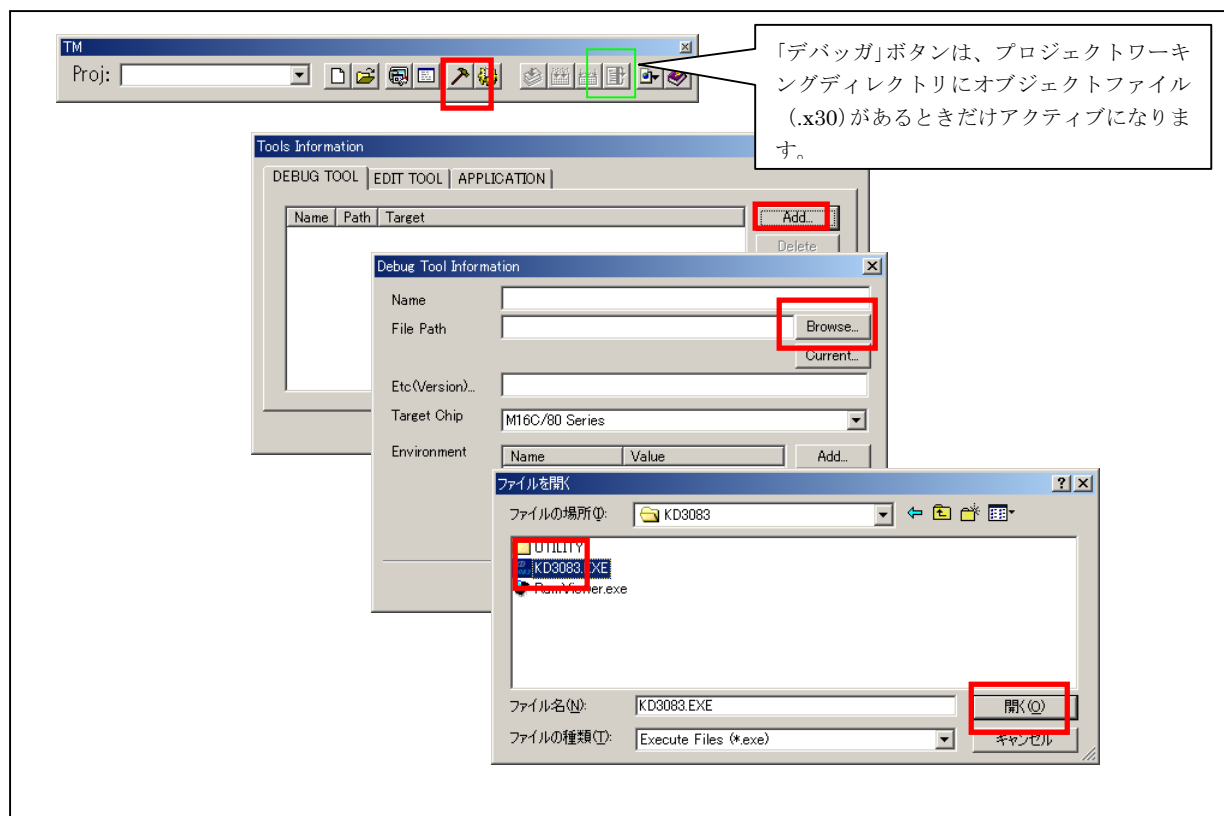 TM
Proj:
「デバッガ」ボタンは、プロジェクトワーキ
ングディレクトリにオブジェクトファイル
(.x30)があるときだけアクティブになりま
す。
Tools Information
DEBUG TOOL EDIT TOOL APPLICATION
Name Path Target
Add...
Delete
Debug Tool Information
Name
File Path
Browse...
Current...
Etc(Version)...
Target Chip M16C/80 Series
Environment Name Value Add...
ファイルを開く
ファイルの場所(I): KD3083
UTILITY
KD3083.EXE
RamViewer.exe
ファイル名(N): KD3083.EXE 開く(O)
ファイルの種類(T): Execute Files (*.exe) キャンセル